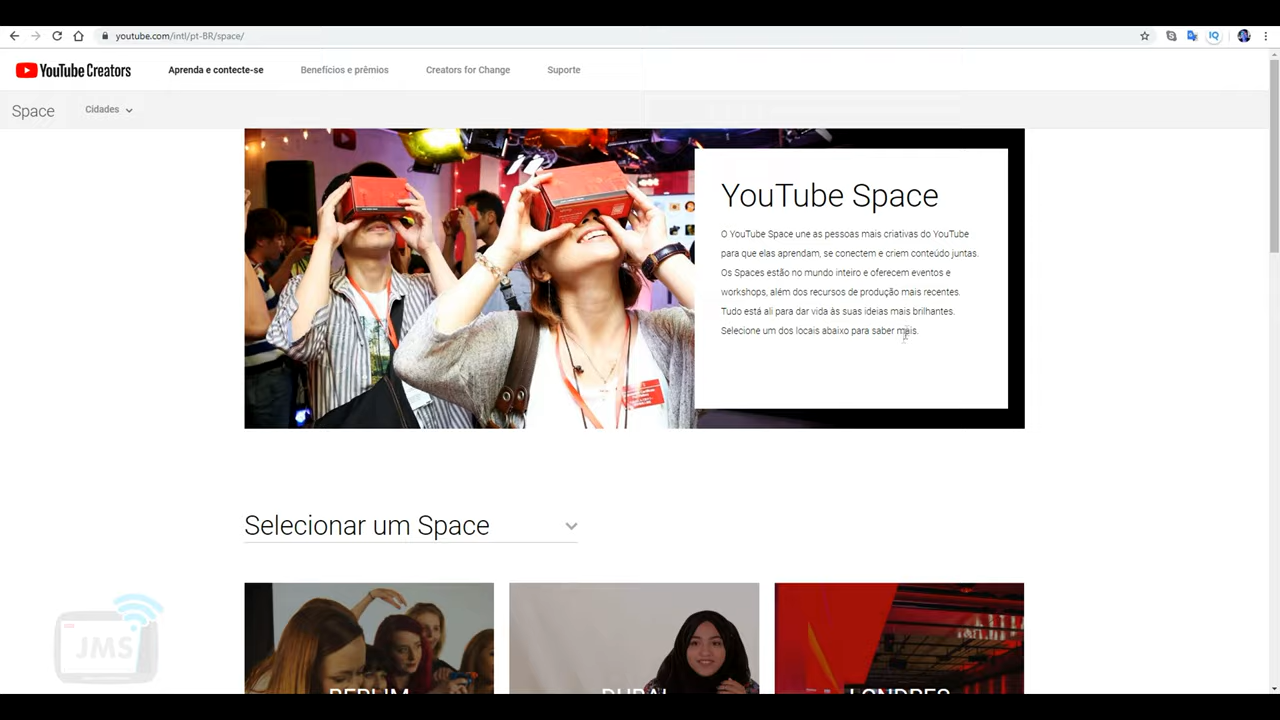 youtube.com/intl/pt-BR/space/
IQ
YouTube Creators
Aprenda e contecte-se
Benefícios e prêmios
Creators for Change
Suporte
Space
Cidades
YouTube Space
O YouTube Space une as pessoas mais criativas do YouTube
para que elas aprendam, se conectem e criem conteúdo juntas.
Os Spaces estão no mundo inteiro e oferecem eventos e
workshops, além dos recursos de produção mais recentes.
Tudo está ali para dar vida às suas ideias mais brilhantes.
Selecione um dos locais abaixo para saber mais.
Selecionar um Space
BERLIM
DUBAI
LONDRES
JMS